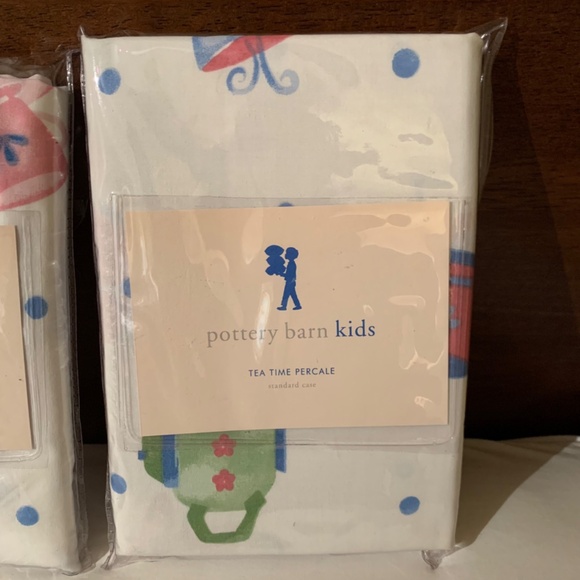 pottery barn kids
TEA TIME PERCALE
standard case